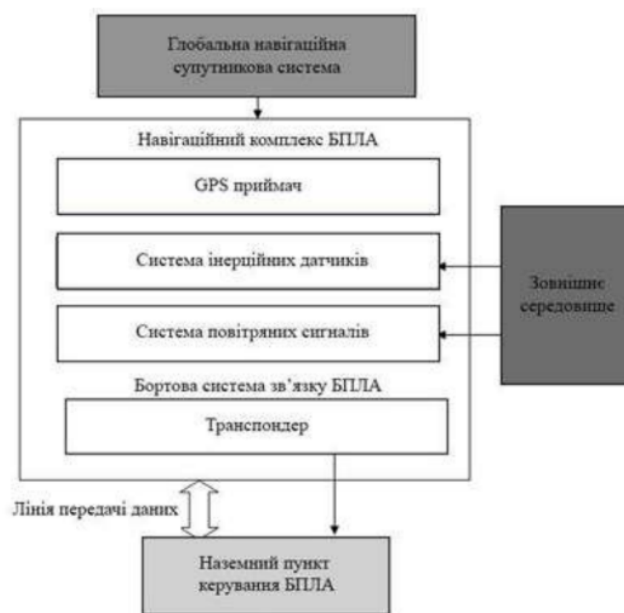 Глобальна навігаційна
супутникова система
Навігаційний комплекс БПЛА
GPS приймач
Система інерційних датчиків
Зовнішнє
середовище
Система повітряних сигналів
Бортова система зв’язку БПЛА
Транспондер
Лінія передачі даних
Наземний пункт
керування БПЛА